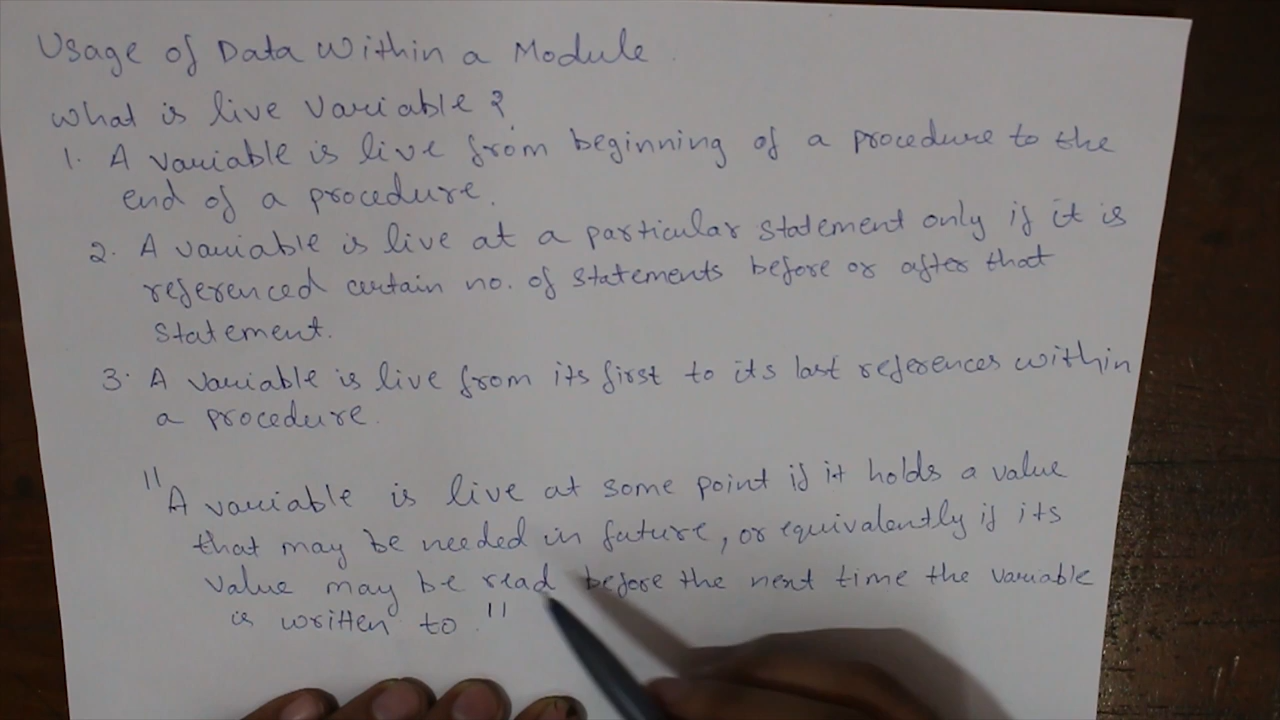 Usage of Data Within a Module.
What is live Variable?
1. A variable is live from beginning of a procedure to the
end of a procedure.
2. A variable is live at a particular statement only if it is
referenced certain no. of statements before or after that
statement.
3. A variable is live from its first to its last references within
a procedure.
"A variable is live at some point if it holds a value
that may be needed in future, or equivalently if its
value may be read before the next time the variable
is written to."